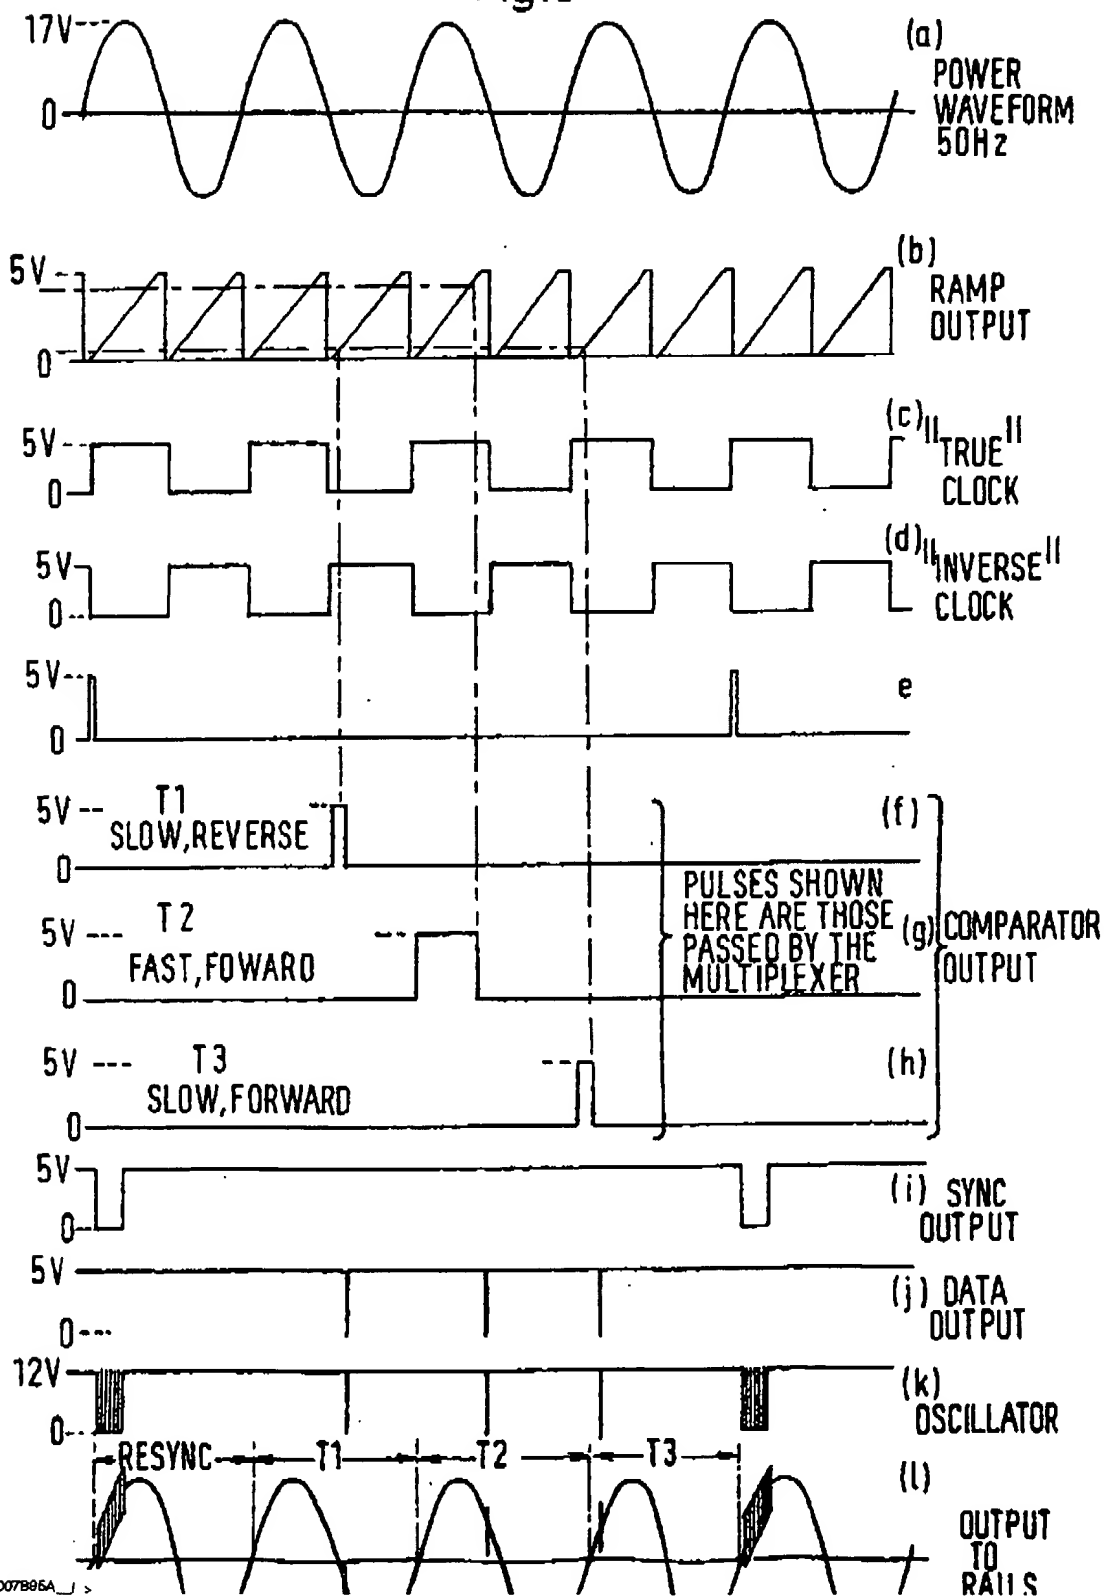 17V
0
(a)
POWER
WAVEFORM
50Hz
5V
0
(b)
RAMP
OUTPUT
5V
0
(c)
"TRUE"
CLOCK
5V
0
(d)
"INVERSE"
CLOCK
5V
0
e
5V
T1
SLOW, REVERSE
0
(f)
5V
T2
FAST, FOWARD
0
(g)
5V
T3
SLOW, FORWARD
0
(h)
PULSES SHOWN
HERE ARE THOSE
PASSED BY THE
MULTIPLEXER
COMPARATOR
OUTPUT
5V
0
(i) SYNC
OUTPUT
5V
0
(j) DATA
OUTPUT
12V
0
(k)
OSCILLATOR
RESYNC T1 T2 T3
(l)
OUTPUT
TO
RAILS